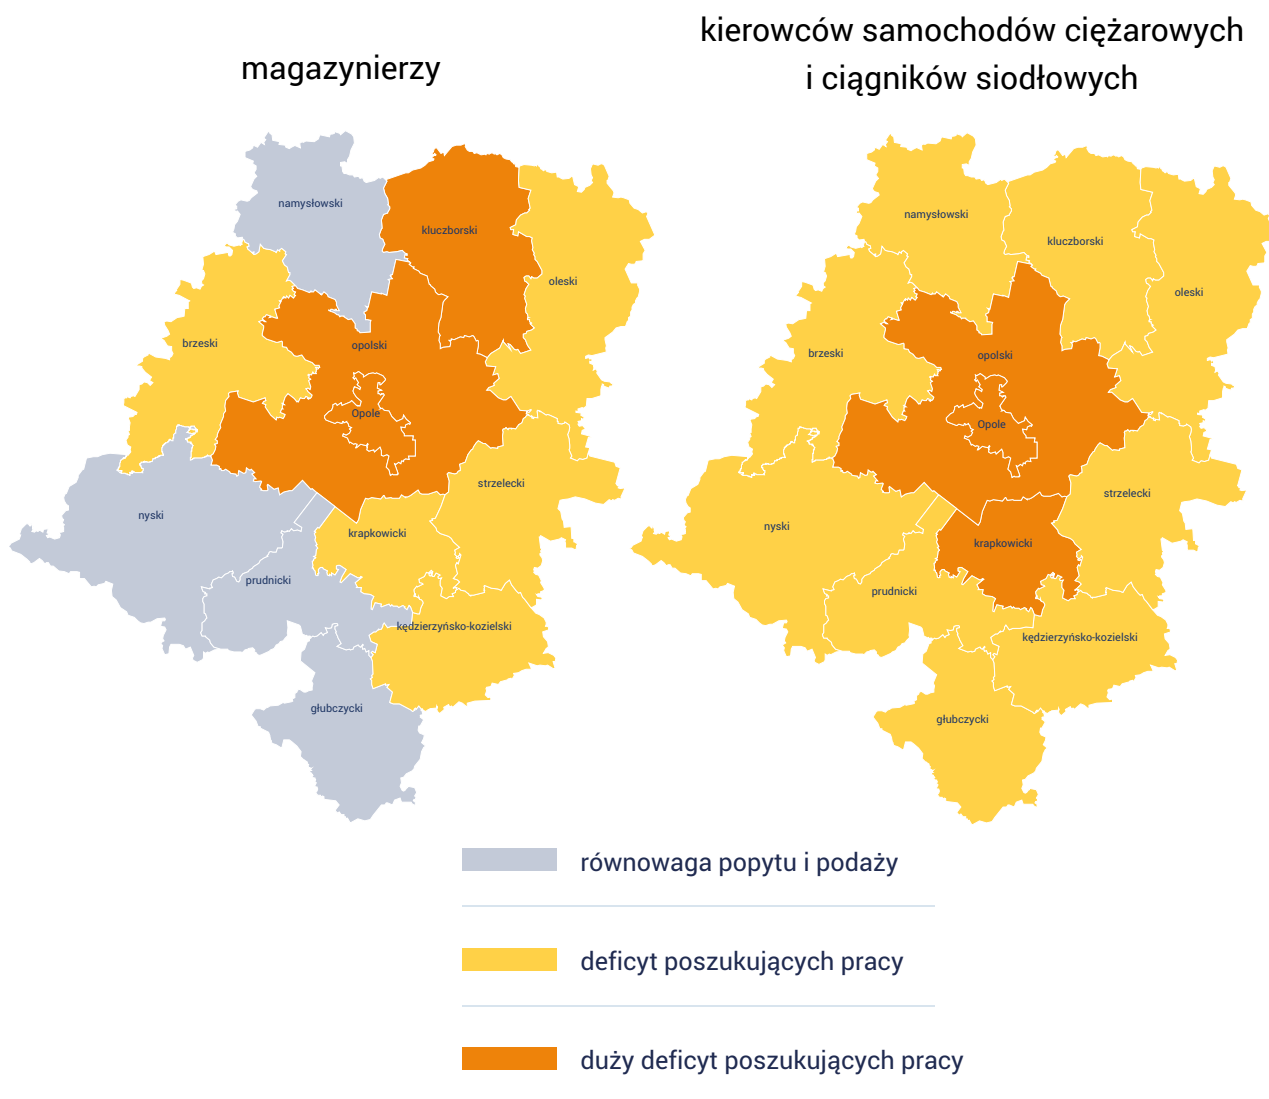 magazynierzy
kierowców samochodów ciężarowych
i ciągników siodłowych
namysłowski
kluczborski
oleski
brzeski
opolski
Opole
strzelecki
nyski
krapkowicki
prudnicki
kędzierzyńsko-kozielski
głubczycki
namysłowski
kluczborski
oleski
brzeski
opolski
Opole
strzelecki
nyski
krapkowicki
prudnicki
kędzierzyńsko-kozielski
głubczycki
równowaga popytu i podaży
deficyt poszukujących pracy
duży deficyt poszukujących pracy